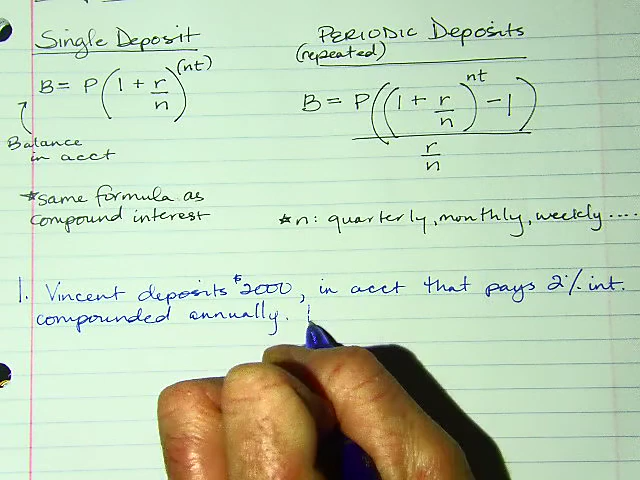 Single Deposit
B = P(1 + r/n)^(nt)
Balance
in acct
*same formula as
compound interest
PERIODIC Deposits
(repeated)
B = P((1 + r/n)^nt - 1)
r/n
*n: quarterly, monthly, weekly....
1. Vincent deposits $2000, in acct that pays 2% int.
compounded annually.